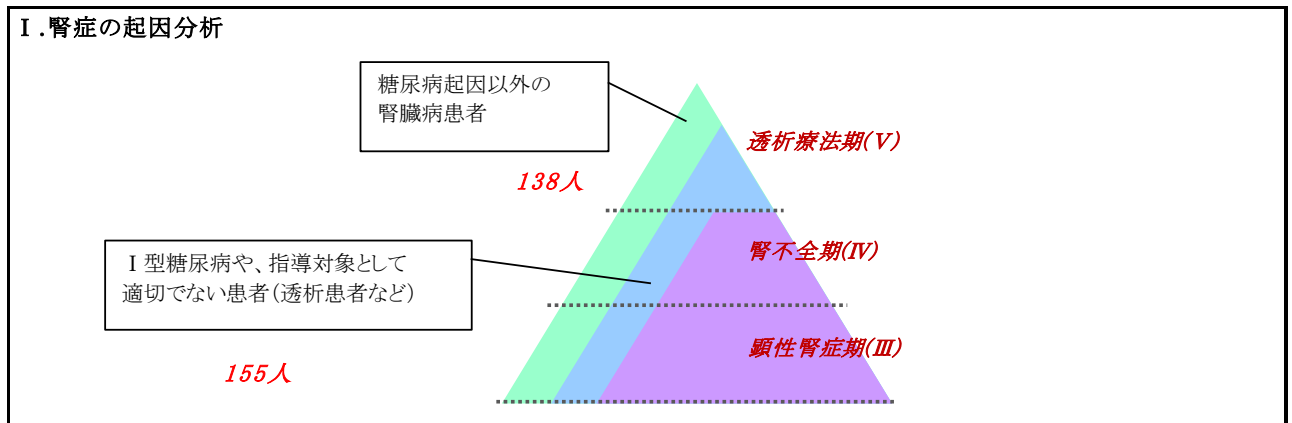 Ⅰ.腎症の起因分析
糖尿病起因以外の
腎臓病患者
透析療法期(Ⅴ)
138人
腎不全期(Ⅳ)
Ⅰ型糖尿病や、指導対象として
適切でない患者(透析患者など)
顕性腎症期(Ⅲ)
155人